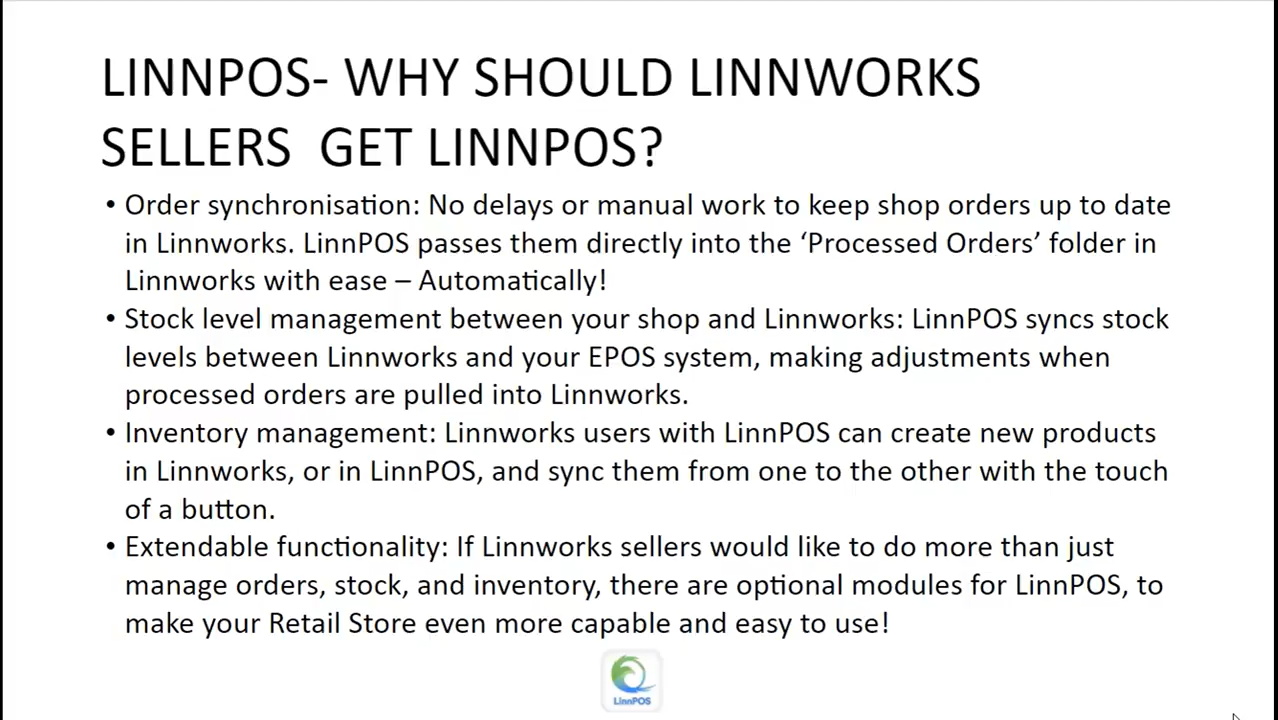 LINNPOS- WHY SHOULD LINNWORKS
SELLERS  GET LINNPOS?
• Order synchronisation: No delays or manual work to keep shop orders up to date
in Linnworks. LinnPOS passes them directly into the ‘Processed Orders’ folder in
Linnworks with ease – Automatically!
• Stock level management between your shop and Linnworks: LinnPOS syncs stock
levels between Linnworks and your EPOS system, making adjustments when
processed orders are pulled into Linnworks.
• Inventory management: Linnworks users with LinnPOS can create new products
in Linnworks, or in LinnPOS, and sync them from one to the other with the touch
of a button.
• Extendable functionality: If Linnworks sellers would like to do more than just
manage orders, stock, and inventory, there are optional modules for LinnPOS, to
make your Retail Store even more capable and easy to use!
LinnPOS